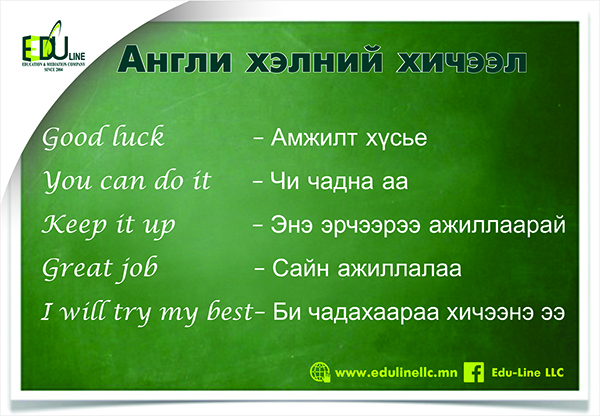 EDU LINE
EDUCATION & MEDIATION COMPANY
SINCE 2004
Англи хэлний хичээл
Good luck – Амжилт хүсье
You can do it – Чи чадна аа
Keep it up – Энэ эрчээрээ ажиллаарай
Great job – Сайн ажиллалаа
I will try my best – Би чадахаараа хичээнэ ээ
www.edulinellc.mn Edu-Line LLC